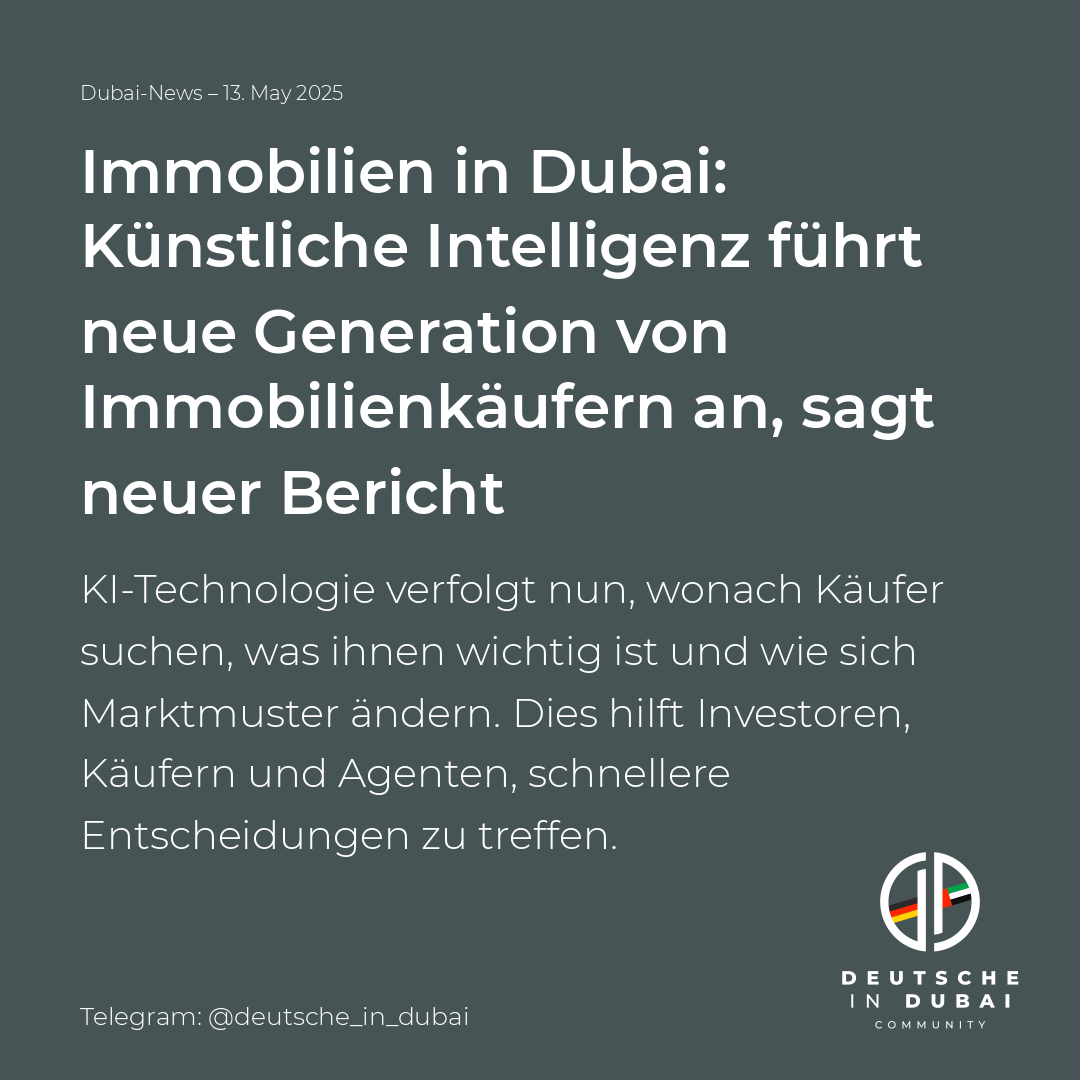 Dubai-News – 13. May 2025
Immobilien in Dubai:
Künstliche Intelligenz führt
neue Generation von
Immobilienkäufern an, sagt
neuer Bericht
KI-Technologie verfolgt nun, wonach Käufer
suchen, was ihnen wichtig ist und wie sich
Marktmuster ändern. Dies hilft Investoren,
Käufern und Agenten, schnellere
Entscheidungen zu treffen.
DEUTSCHE
IN DUBAI
COMMUNITY
Telegram: @deutsche_in_dubai